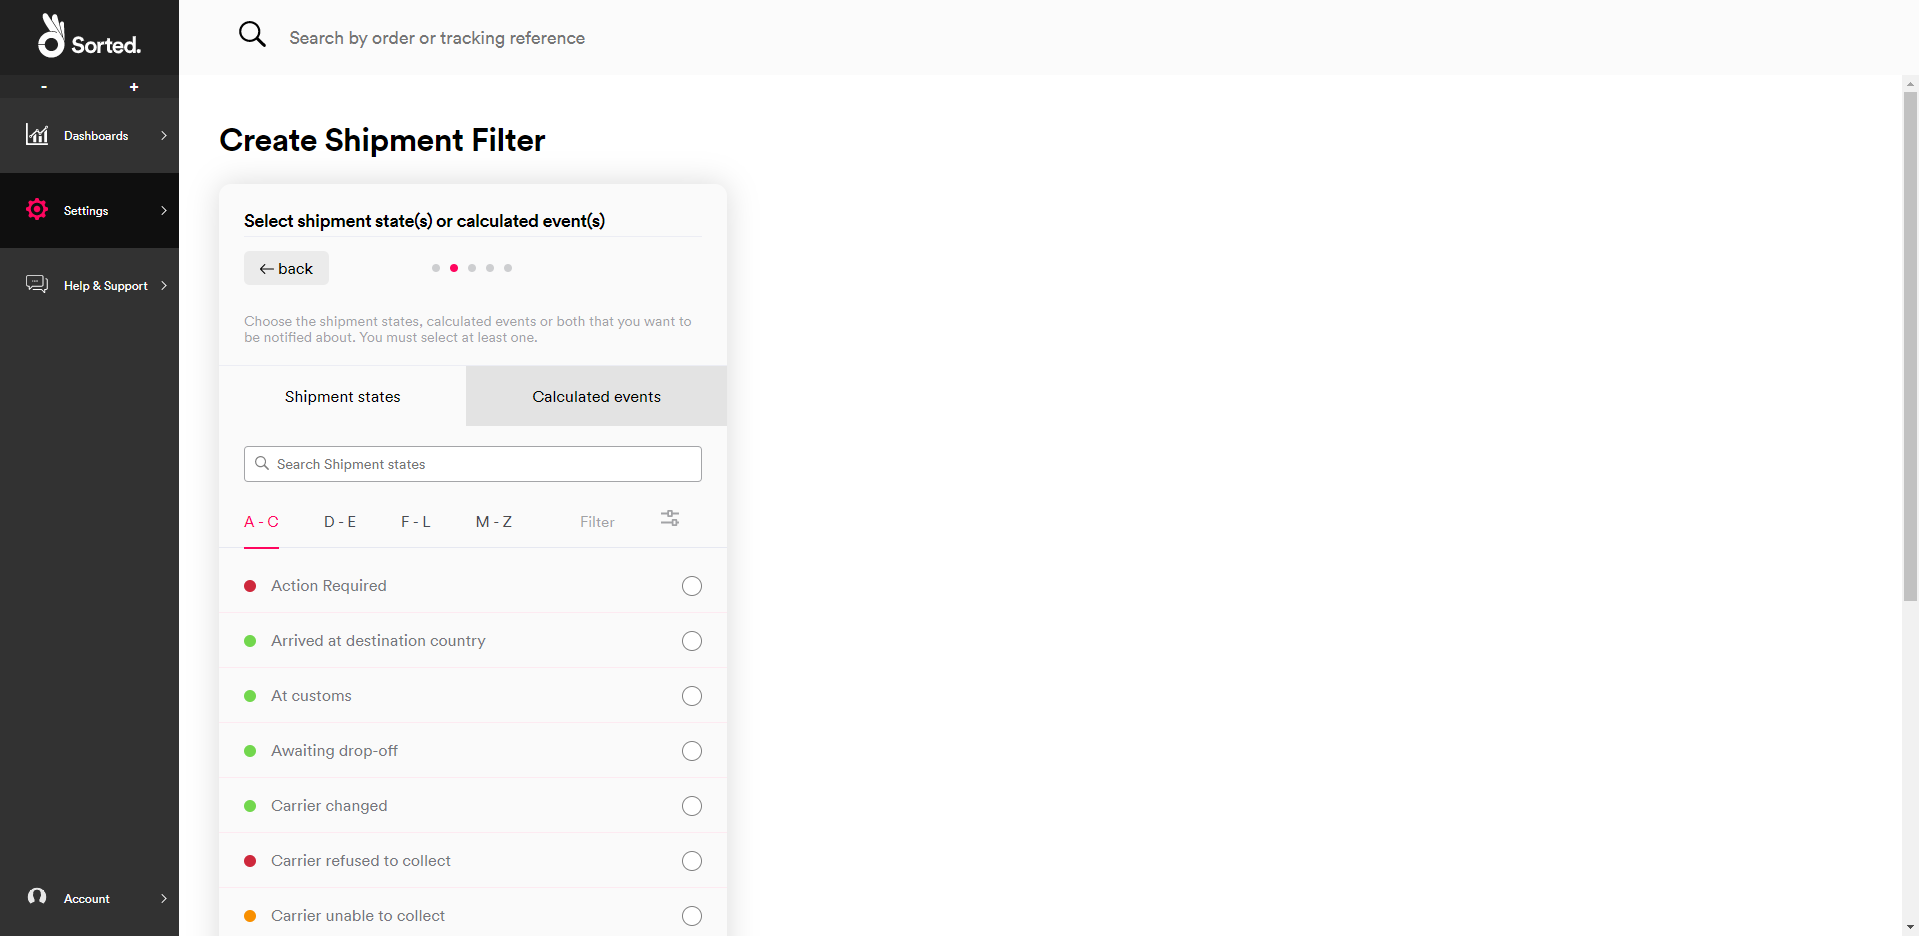 Sorted.
- +
Dashboards
Settings
Help & Support
Account
Search by order or tracking reference
Create Shipment Filter
Select shipment state(s) or calculated event(s)
← back
Choose the shipment states, calculated events or both that you want to
be notified about. You must select at least one.
Shipment states Calculated events
Search Shipment states
A - C D - E F - L M - Z Filter
Action Required
Arrived at destination country
At customs
Awaiting drop-off
Carrier changed
Carrier refused to collect
Carrier unable to collect